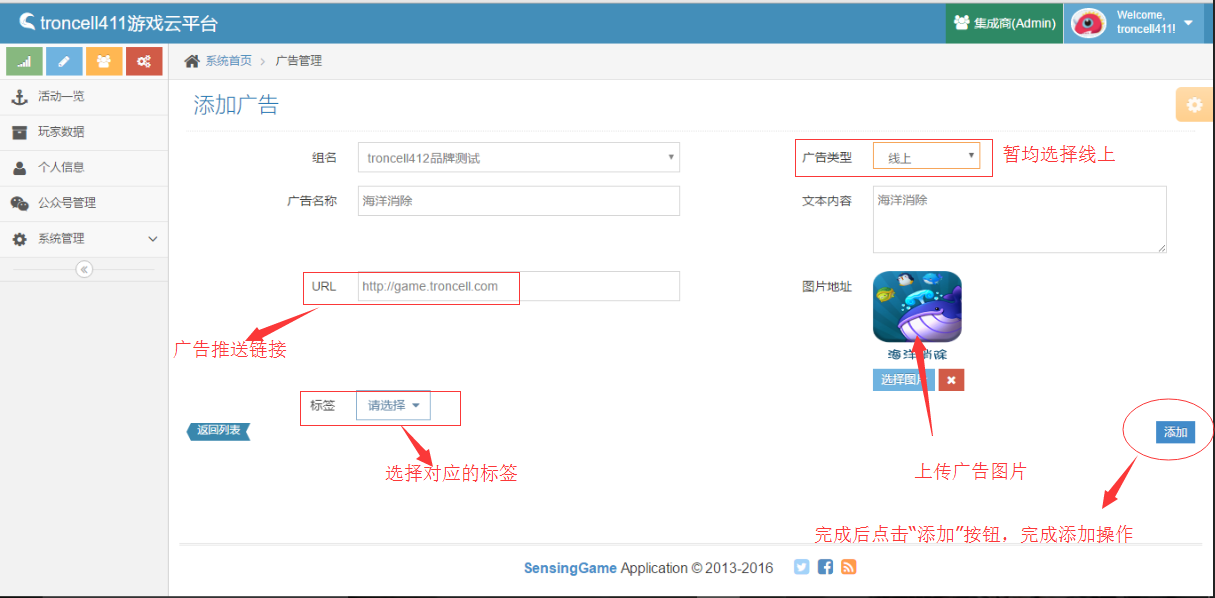 troncell411游戏云平台
集成商(Admin)
Welcome,
troncell411!
系统首页 > 广告管理
活动一览
玩家数据
个人信息
公众号管理
系统管理
添加广告
组名 troncell412品牌测试
广告类型 线上 暂均选择线上
广告名称 海洋消除
文本内容 海洋消除
URL http://game.troncell.com
图片地址
广告推送链接
海洋消除
选择图片
标签 请选择
返回列表
添加
选择对应的标签
上传广告图片
完成后点击“添加”按钮，完成添加操作
SensingGame Application © 2013-2016